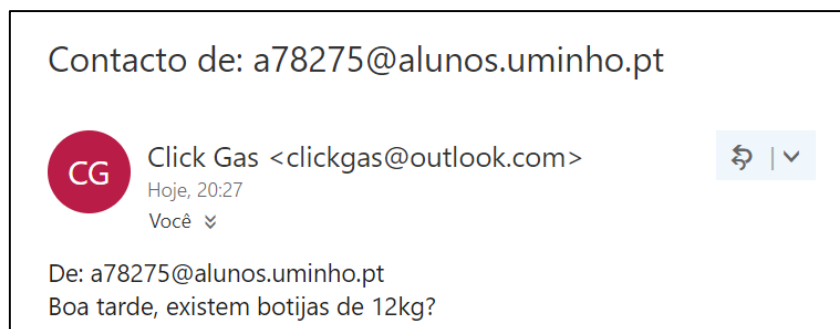 Contacto de: a78275@alunos.uminho.pt
CG
Click Gas <clickgas@outlook.com>
Hoje, 20:27
Você
De: a78275@alunos.uminho.pt
Boa tarde, existem botijas de 12kg?